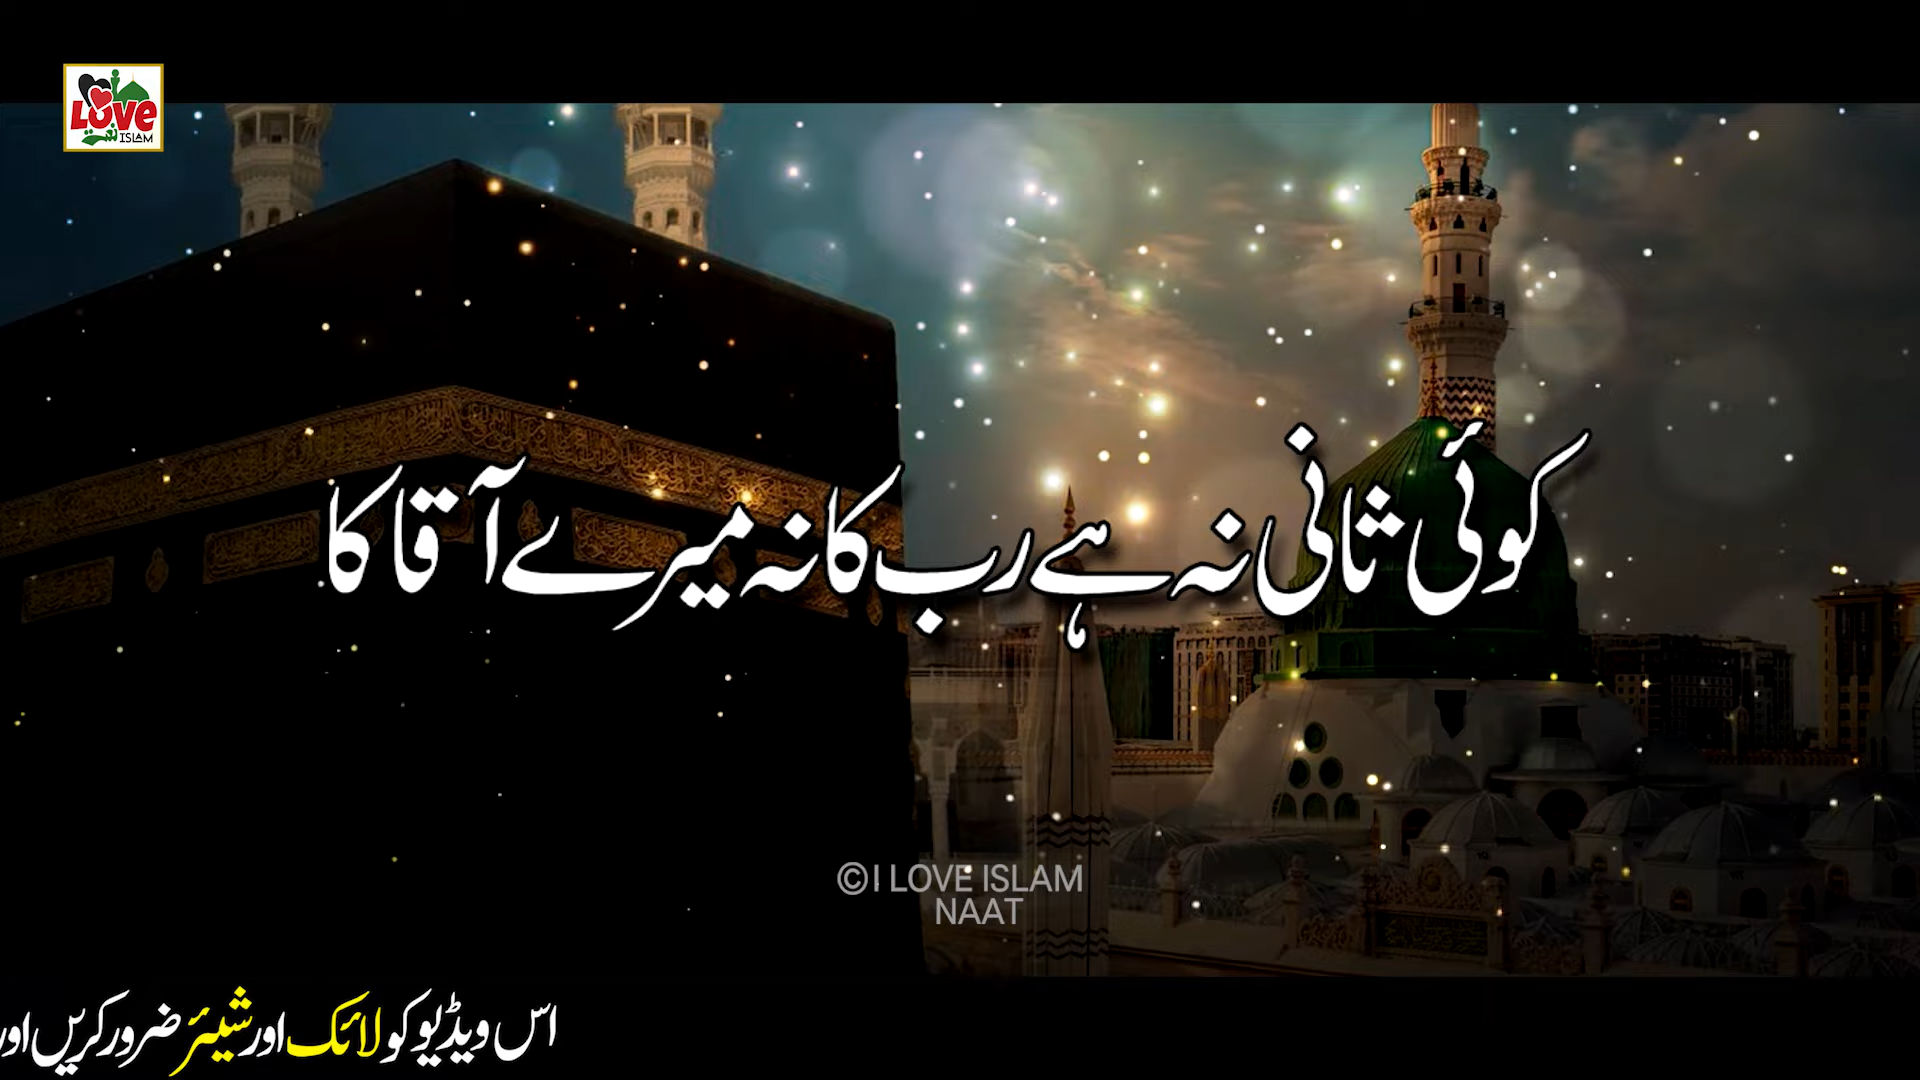 Love
ISLAM
کوئی ثانی نہ ہے رب کا نہ میرے آقا کا
©I LOVE ISLAM
NAAT
اس ویڈیو کو لائک اور شیئر ضرور کریں اور